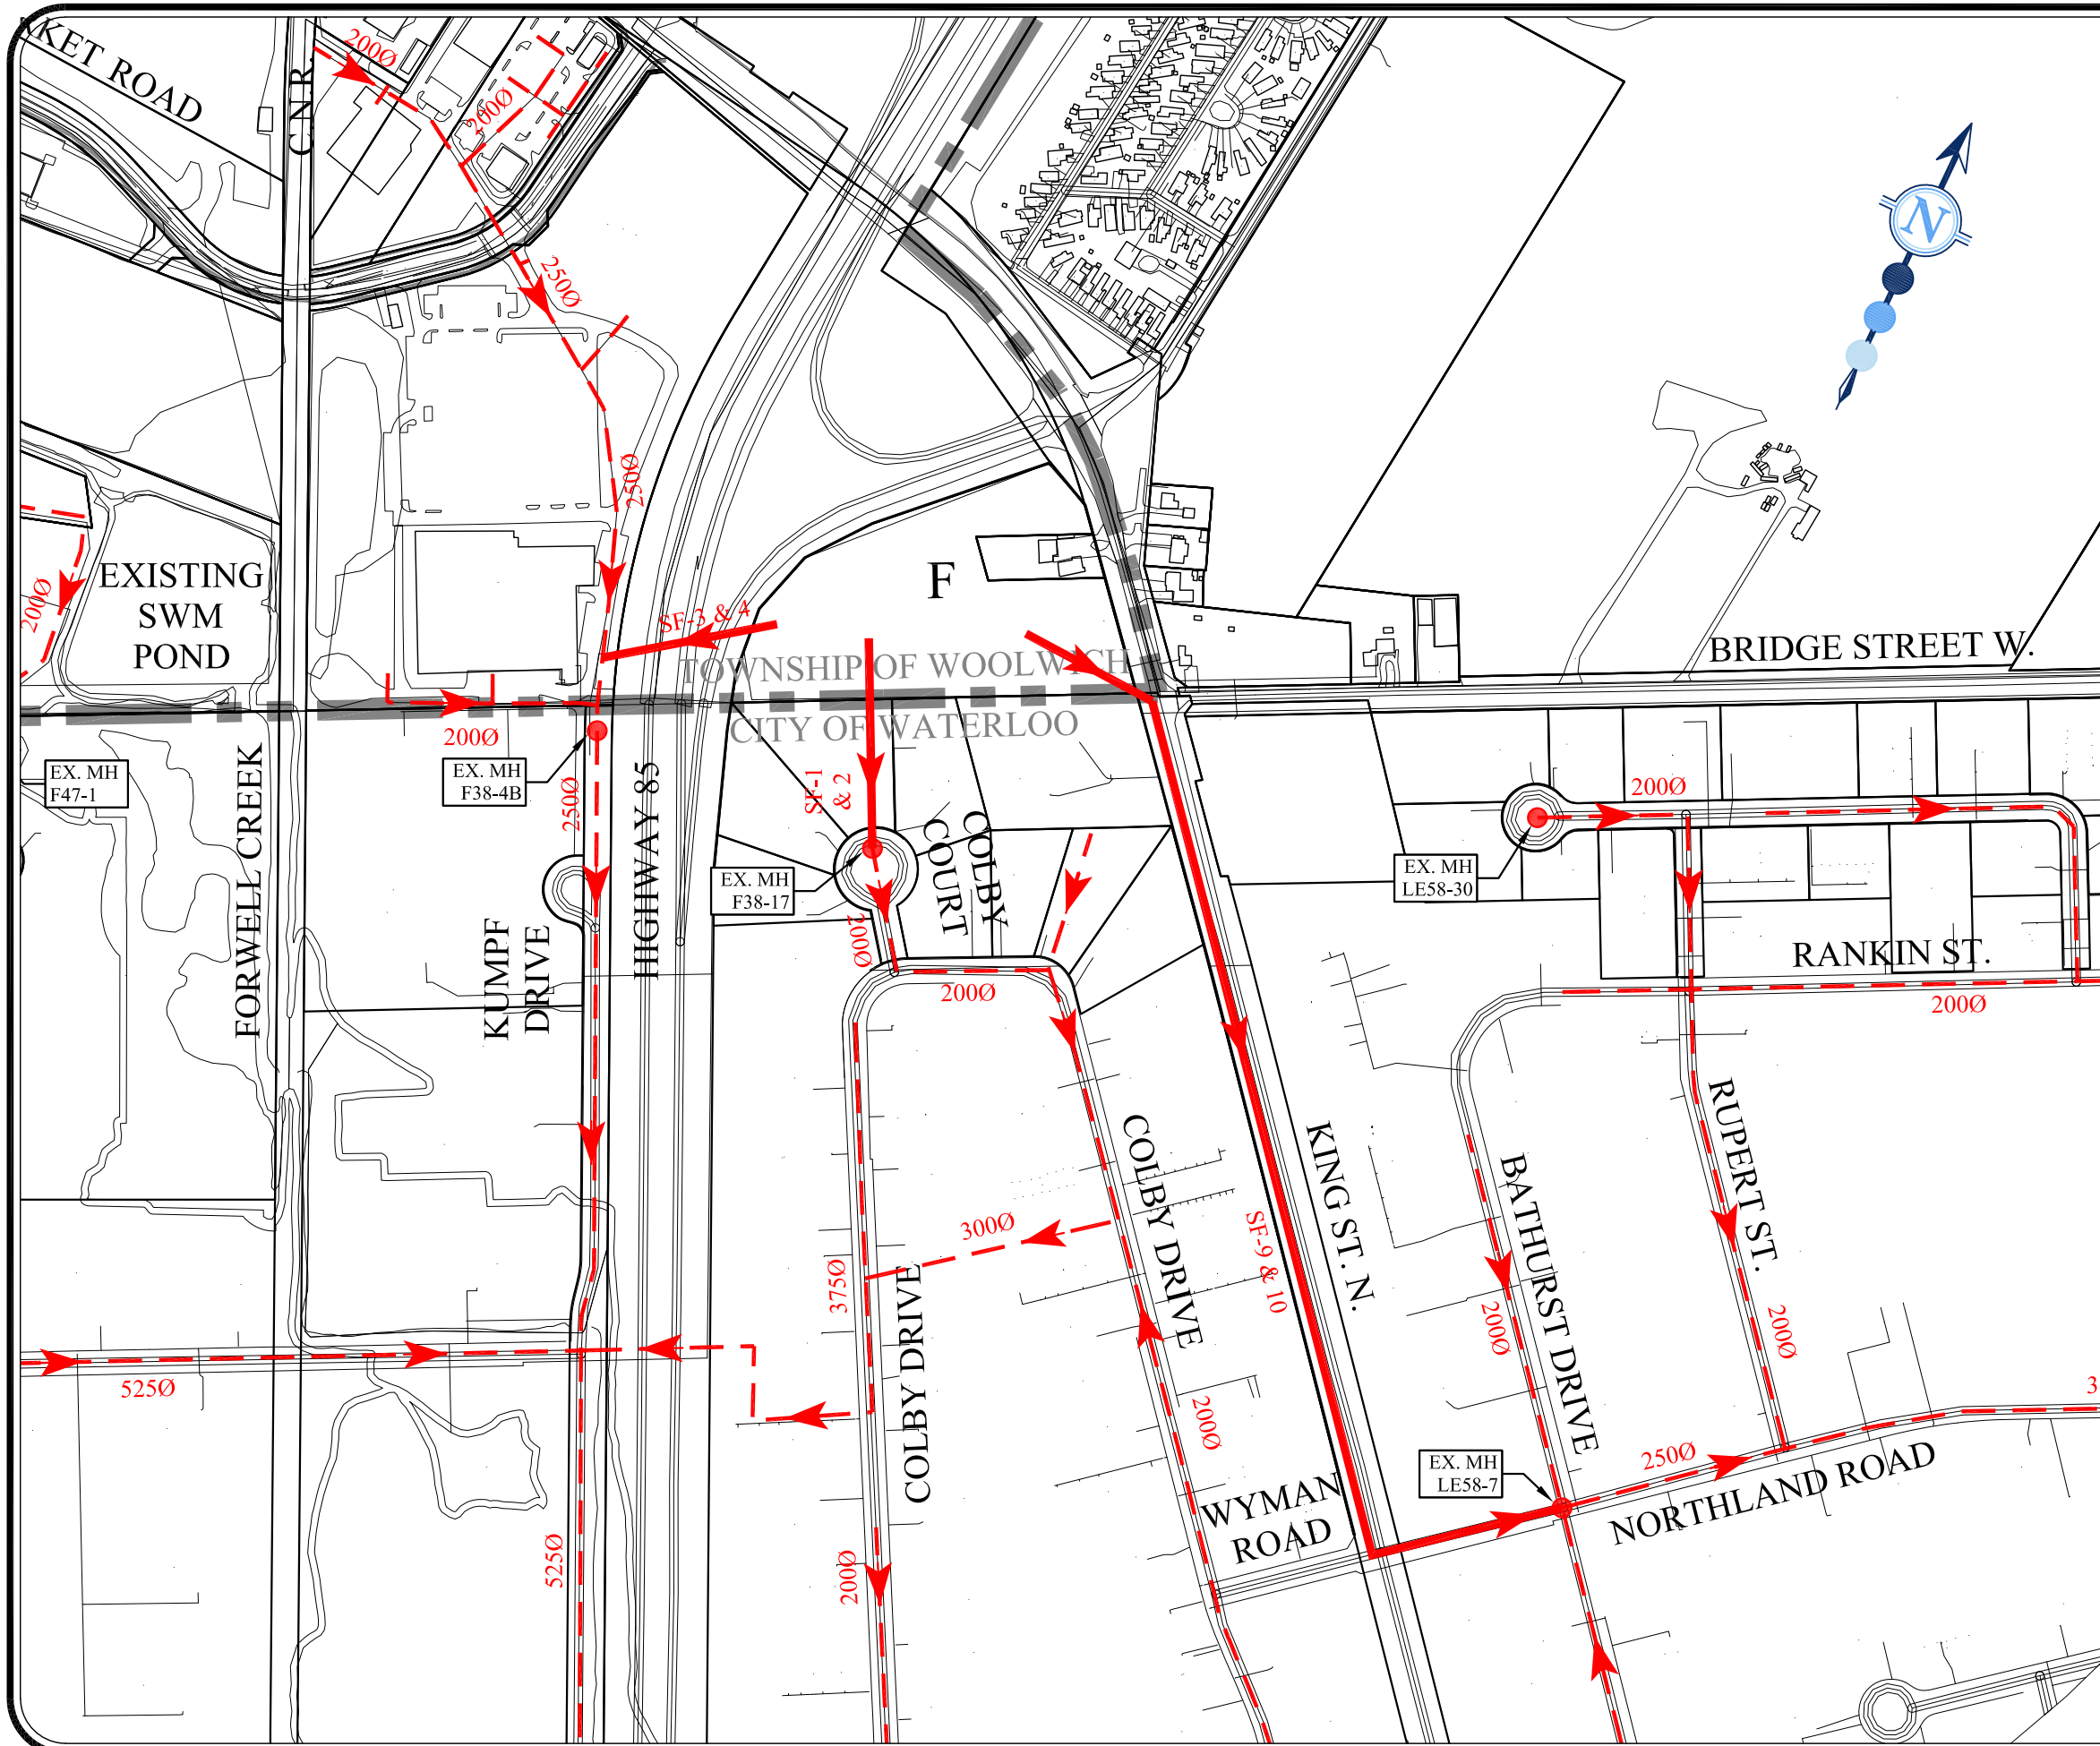 KET ROAD
200Ø
C.N.R.
200Ø
N
250Ø
250Ø
200Ø
EXISTING
SWM
POND
F
SF-3 & 4
TOWNSHIP OF WOOLWICH
CITY OF WATERLOO
BRIDGE STREET W.
200Ø
EX. MH
F47-1
EX. MH
F38-4B
250Ø
HIGHWAY 85
FORWELL CREEK
KUMPF
DRIVE
SF-1
& 2
EX. MH
F38-17
COLBY
COURT
200Ø
200Ø
200Ø
EX. MH
LE58-30
RANKIN ST.
200Ø
RUPERT ST.
200Ø
BATHURST DRIVE
200Ø
KING ST. N.
SF-9 & 10
COLBY DRIVE
200Ø
300Ø
375Ø
COLBY DRIVE
200Ø
525Ø
525Ø
WYMAN
ROAD
EX. MH
LE58-7
250Ø
NORTHLAND ROAD
3